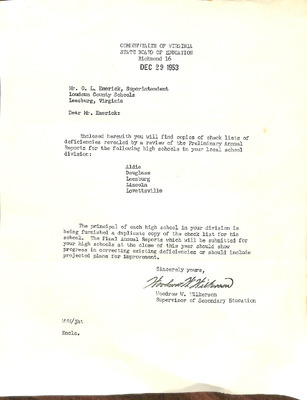 COMMONWEALTH OF VIRGINIA
STATE BOARD OF EDUCATION
Richmond 16
DEC 29 1953
Mr. O. L. Emerick, Superintendent
Loudoun County Schools
Leesburg, Virginia
Dear Mr. Emerick:
Enclosed herewith you will find copies of check lists of
deficiencies revealed by a review of the Preliminary Annual
Reports for the following high schools in your local school
division:
Aldie
Douglass
Leesburg
Lincoln
Lovettsville
The principal of each high school in your division is
being furnished a duplicate copy of the check list for his
school. The Final Annual Reports which will be submitted for
your high schools at the close of this year should show
progress in correcting existing deficiencies or should include
projected plans for improvement.
Sincerely yours,
Woodrow W. Wilkerson
Woodrow W. Wilkerson
Supervisor of Secondary Education
Encls.